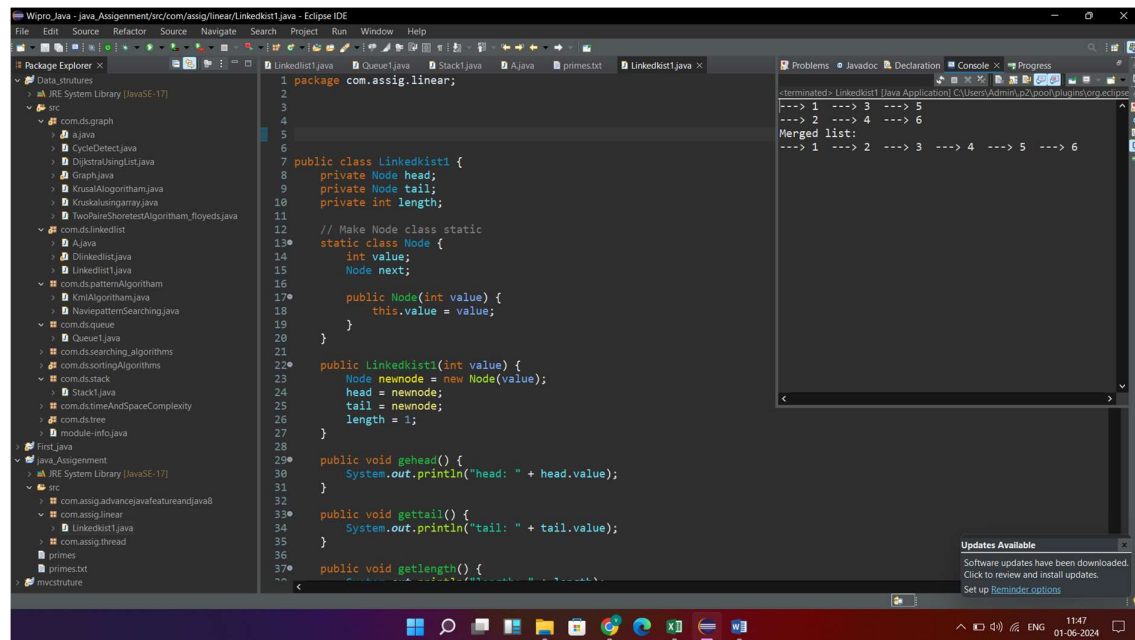 Wipro_Java - java_Assigenment/src/com/assig/linear/Linkedkist1.java - Eclipse IDE
File Edit Source Refactor Source Navigate Search Project Run Window Help
Package Explorer ×
Data_strutures
JRE System Library [JavaSE-17]
src
com.ds.graph
a.java
CycleDetect.java
DijkstraUsingList.java
Graph.java
KrusalAlogoritham.java
Kruskalusingarray.java
TwoPaireShoretestAlgoritham_floyeds.java
com.ds.linkedlist
A.java
Dlinkedlist.java
Linkedlist1.java
com.ds.patternAlgoritham
KmlAlgoritham.java
NaviepatternSearching.java
com.ds.queue
Queue1.java
com.ds.searching_algorithms
com.ds.sortingAlgorithms
com.ds.stack
Stack1.java
com.ds.timeAndSpaceComplexity
com.ds.tree
module-info.java
First_java
java_Assigenment
JRE System Library [JavaSE-17]
src
com.assig.advancejavafeatureandjava8
com.assig.linear
Linkedkist1.java
com.assig.thread
primes
primes.txt
mvcstruture
Linkedlist1.java Queue1.java Stack1.java A.java primes.txt Linkedkist1.java ×
1 package com.assig.linear;
2
3
4
5
6
7 public class Linkedkist1 {
8 private Node head;
9 private Node tail;
10 private int length;
11
12 // Make Node class static
13 static class Node {
14 int value;
15 Node next;
16
17 public Node(int value) {
18 this.value = value;
19 }
20 }
21
22 public Linkedkist1(int value) {
23 Node newnode = new Node(value);
24 head = newnode;
25 tail = newnode;
26 length = 1;
27 }
28
29 public void gehead() {
30 System.out.println("head: " + head.value);
31 }
32
33 public void gettail() {
34 System.out.println("tail: " + tail.value);
35 }
36
37 public void getlength() {
Problems Javadoc Declaration Console × Progress
<terminated> Linkedkist1 [Java Application] C:\Users\Admin\.p2\pool\plugins\org.eclipse
---> 1 ---> 3 ---> 5
---> 2 ---> 4 ---> 6
Merged list:
---> 1 ---> 2 ---> 3 ---> 4 ---> 5 ---> 6
Updates Available ×
Software updates have been downloaded.
Click to review and install updates.
Set up Reminder options
ENG
11:47
01-06-2024